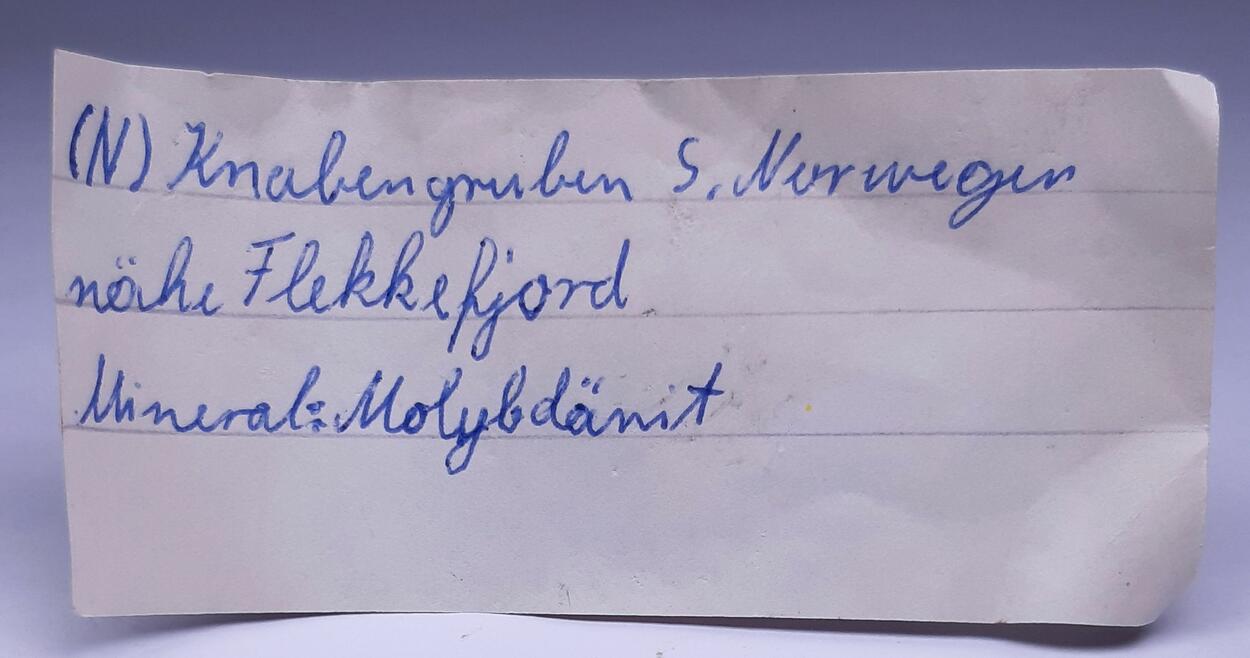 (N) Knabengruben S. Norwegen
nähe Flekkefjord
Mineral: Molybdänit